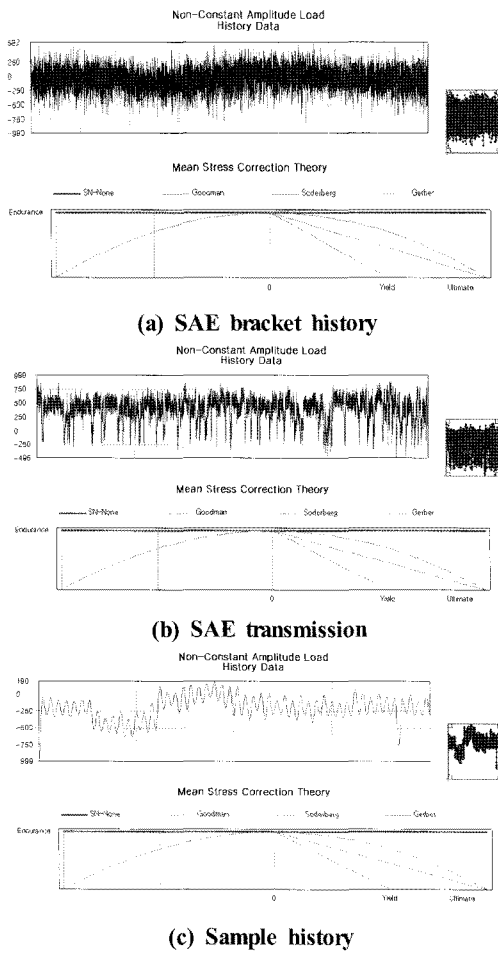 Non-Constant Amplitude Load
History Data
250
0
-250
-500
-750
Mean Stress Correction Theory
SN-None Goodman Soderberg Gerber
Endurance
0 Yield Ultimate
(a) SAE bracket history
Non-Constant Amplitude Load
History Data
750
500
250
0
-250
Mean Stress Correction Theory
SN-None Goodman Soderberg Gerber
Endurance
0 Yield Ultimate
(b) SAE transmission
Non-Constant Amplitude Load
History Data
0
-250
-500
-750
Mean Stress Correction Theory
SN-None Goodman Soderberg Gerber
Endurance
0 Yield Ultimate
(c) Sample history